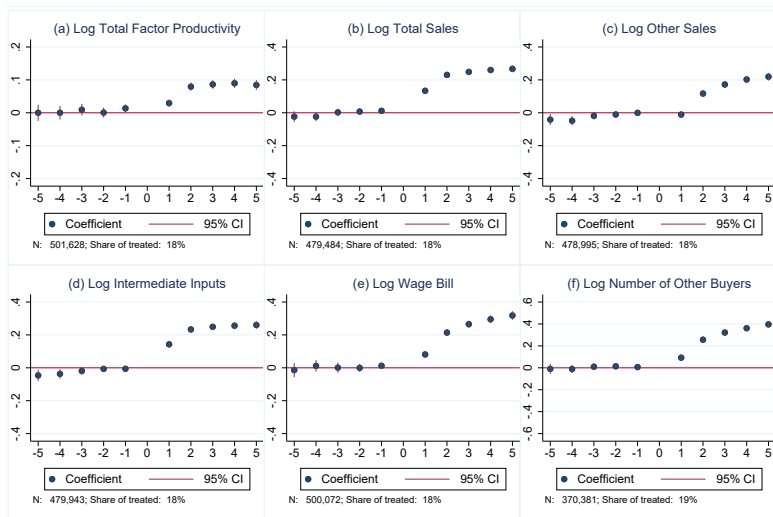 (a) Log Total Factor Productivity
.2
.1
0
-.1
-.2
-5 -4 -3 -2 -1 0 1 2 3 4 5
Coefficient 95% CI
N: 501,628; Share of treated: 18%
(b) Log Total Sales
.4
.2
0
-.2
-.4
-5 -4 -3 -2 -1 0 1 2 3 4 5
Coefficient 95% CI
N: 479,484; Share of treated: 18%
(c) Log Other Sales
.4
.2
0
-.2
-.4
-5 -4 -3 -2 -1 0 1 2 3 4 5
Coefficient 95% CI
N: 478,995; Share of treated: 18%
(d) Log Intermediate Inputs
.4
.2
0
-.2
-.4
-5 -4 -3 -2 -1 0 1 2 3 4 5
Coefficient 95% CI
N: 479,943; Share of treated: 18%
(e) Log Wage Bill
.4
.2
0
-.2
-.4
-5 -4 -3 -2 -1 0 1 2 3 4 5
Coefficient 95% CI
N: 500,072; Share of treated: 18%
(f) Log Number of Other Buyers
.6
.4
.2
0
-.2
-.4
-.6
-5 -4 -3 -2 -1 0 1 2 3 4 5
Coefficient 95% CI
N: 370,381; Share of treated: 19%